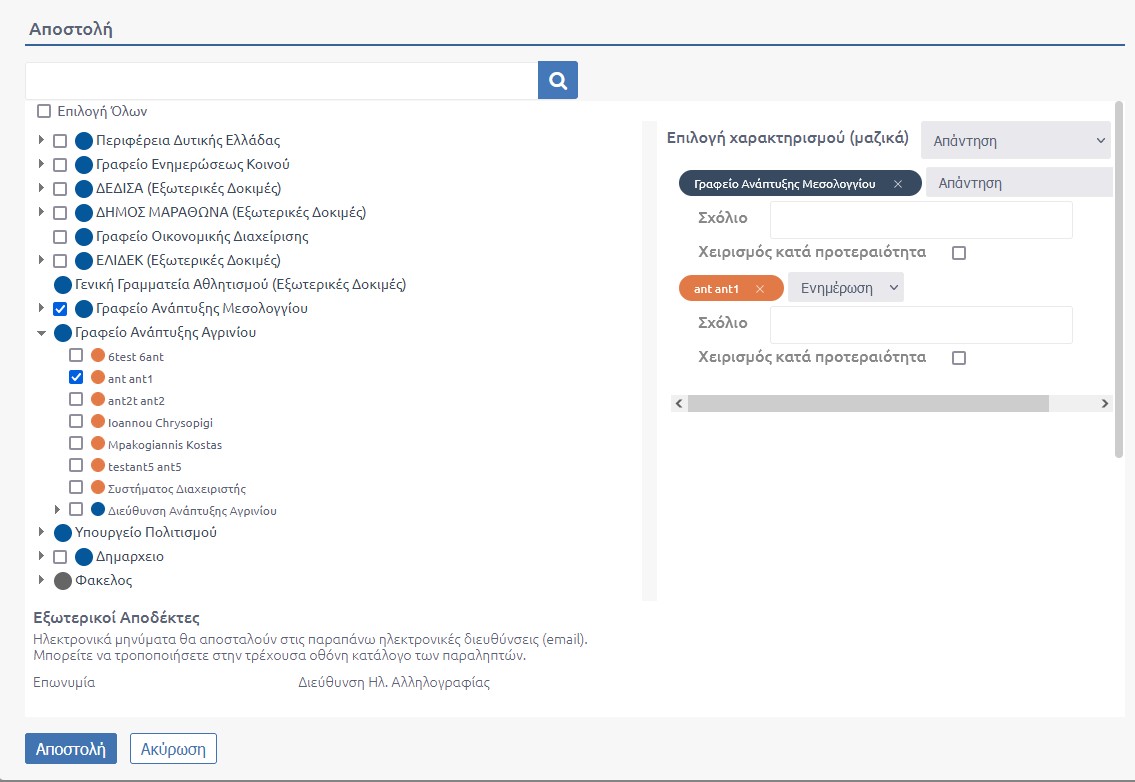 Αποστολή
Επιλογή Όλων
Περιφέρεια Δυτικής Ελλάδας
Γραφείο Ενημερώσεως Κοινού
ΔΕΔΙΣΑ (Εξωτερικές Δοκιμές)
ΔΗΜΟΣ ΜΑΡΑΘΩΝΑ (Εξωτερικές Δοκιμές)
Γραφείο Οικονομικής Διαχείρισης
ΕΛΙΔΕΚ (Εξωτερικές Δοκιμές)
Γενική Γραμματεία Αθλητισμού (Εξωτερικές Δοκιμές)
Γραφείο Ανάπτυξης Μεσολογγίου
Γραφείο Ανάπτυξης Αγρινίου
6test 6ant
ant ant1
ant2t ant2
Ioannou Chrysopigi
Mpakogiannis Kostas
testant5 ant5
Συστήματος Διαχειριστής
Διεύθυνση Ανάπτυξης Αγρινίου
Υπουργείο Πολιτισμού
Δημαρχειο
Φακελος
Επιλογή χαρακτηρισμού (μαζικά) Απάντηση
Γραφείο Ανάπτυξης Μεσολογγίου × Απάντηση
Σχόλιο
Χειρισμός κατά προτεραιότητα
ant ant1 × Ενημέρωση
Σχόλιο
Χειρισμός κατά προτεραιότητα
Εξωτερικοί Αποδέκτες
Ηλεκτρονικά μηνύματα θα αποσταλούν στις παραπάνω ηλεκτρονικές διευθύνσεις (email).
Μπορείτε να τροποποιήσετε στην τρέχουσα οθόνη κατάλογο των παραληπτών.
Επωνυμία Διεύθυνση Ηλ. Αλληλογραφίας
Αποστολή Ακύρωση